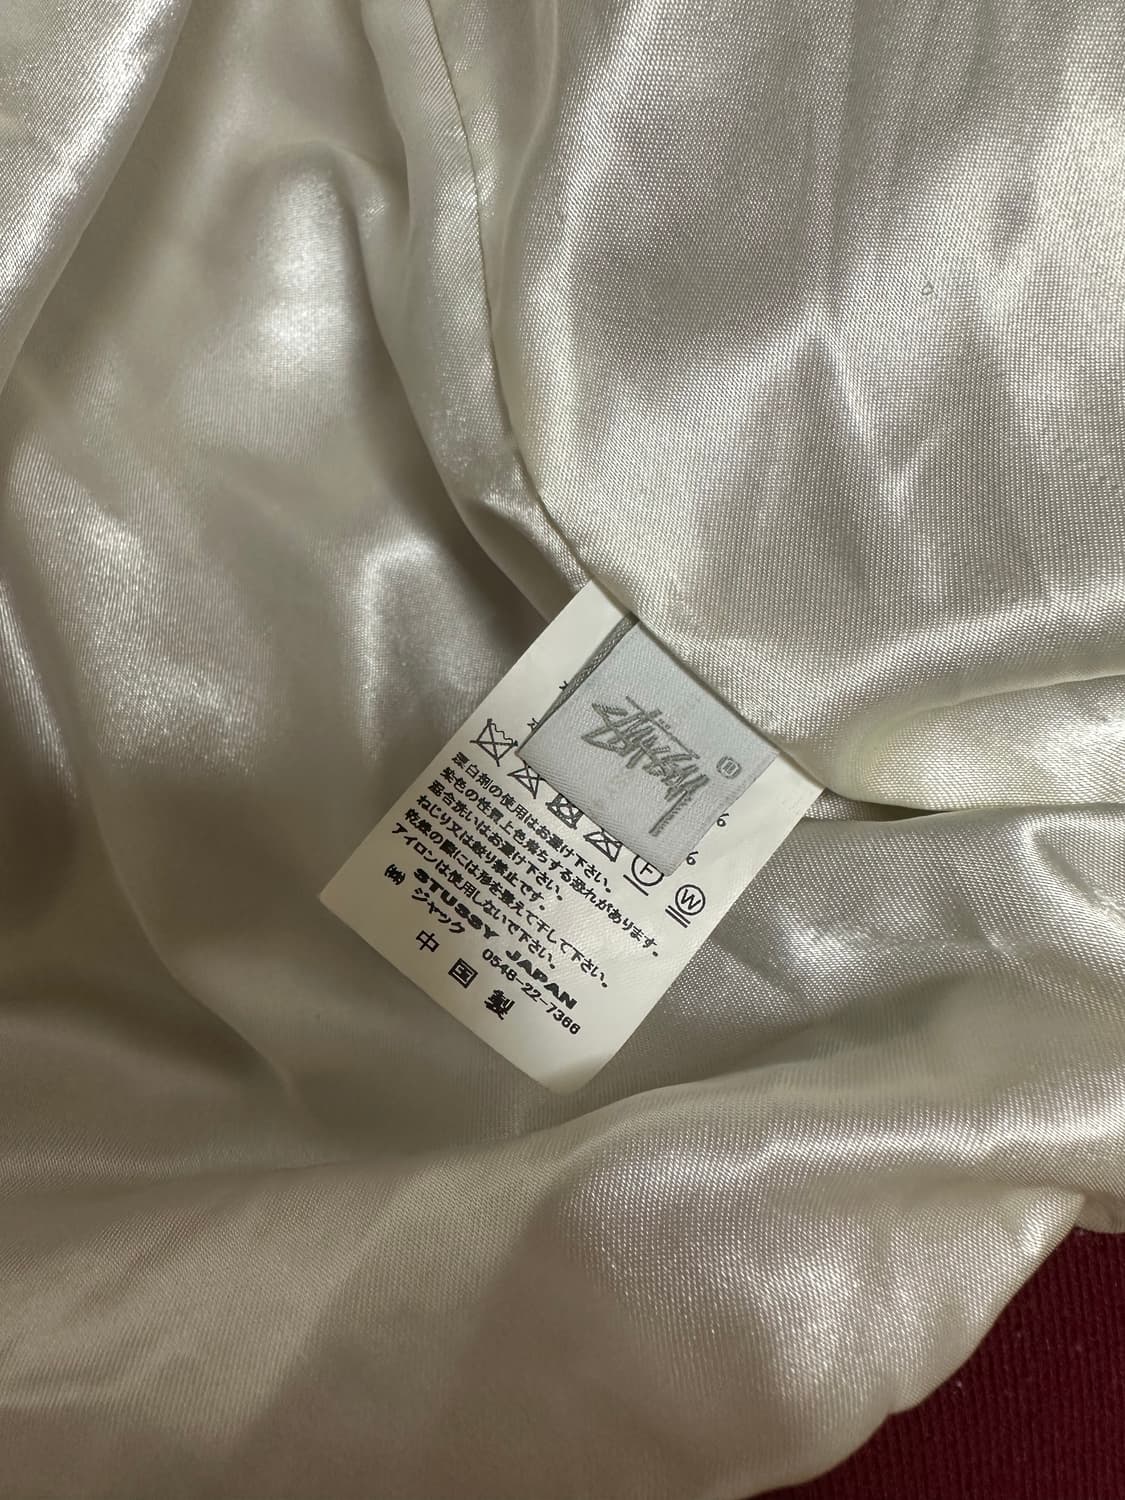 STÜSSY
®
%
%
F
W
漂白剤の使用はお避け下さい。
染色の性質上色落ちする恐れがあります。
混合洗いはお避け下さい。
ねじり又は絞り禁止です。
乾燥の際には形を整えて干して下さい。
アイロンは使用しないで下さい。
㈱ STUSSY JAPAN
ジャック 0548-22-7366
中国製